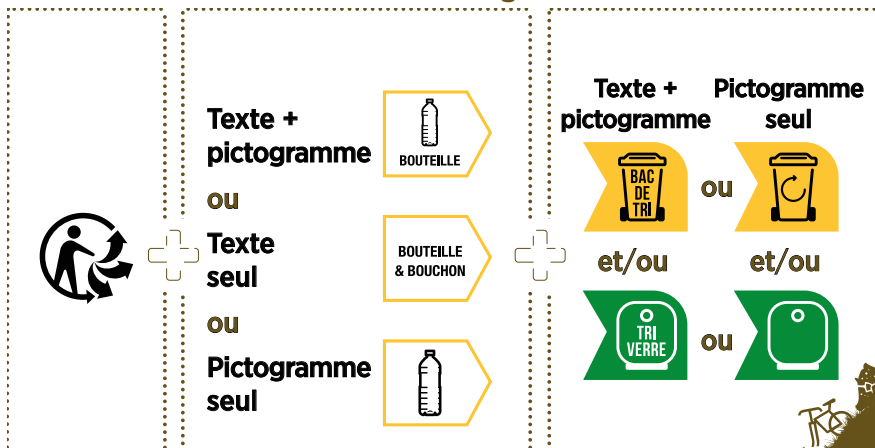 Texte +
pictogramme
BOUTEILLE
ou
Texte
seul
BOUTEILLE
& BOUCHON
ou
Pictogramme
seul
Texte +
pictogramme
Pictogramme
seul
BAC
DE
TRI
ou
et/ou
et/ou
TRI
VERRE
ou